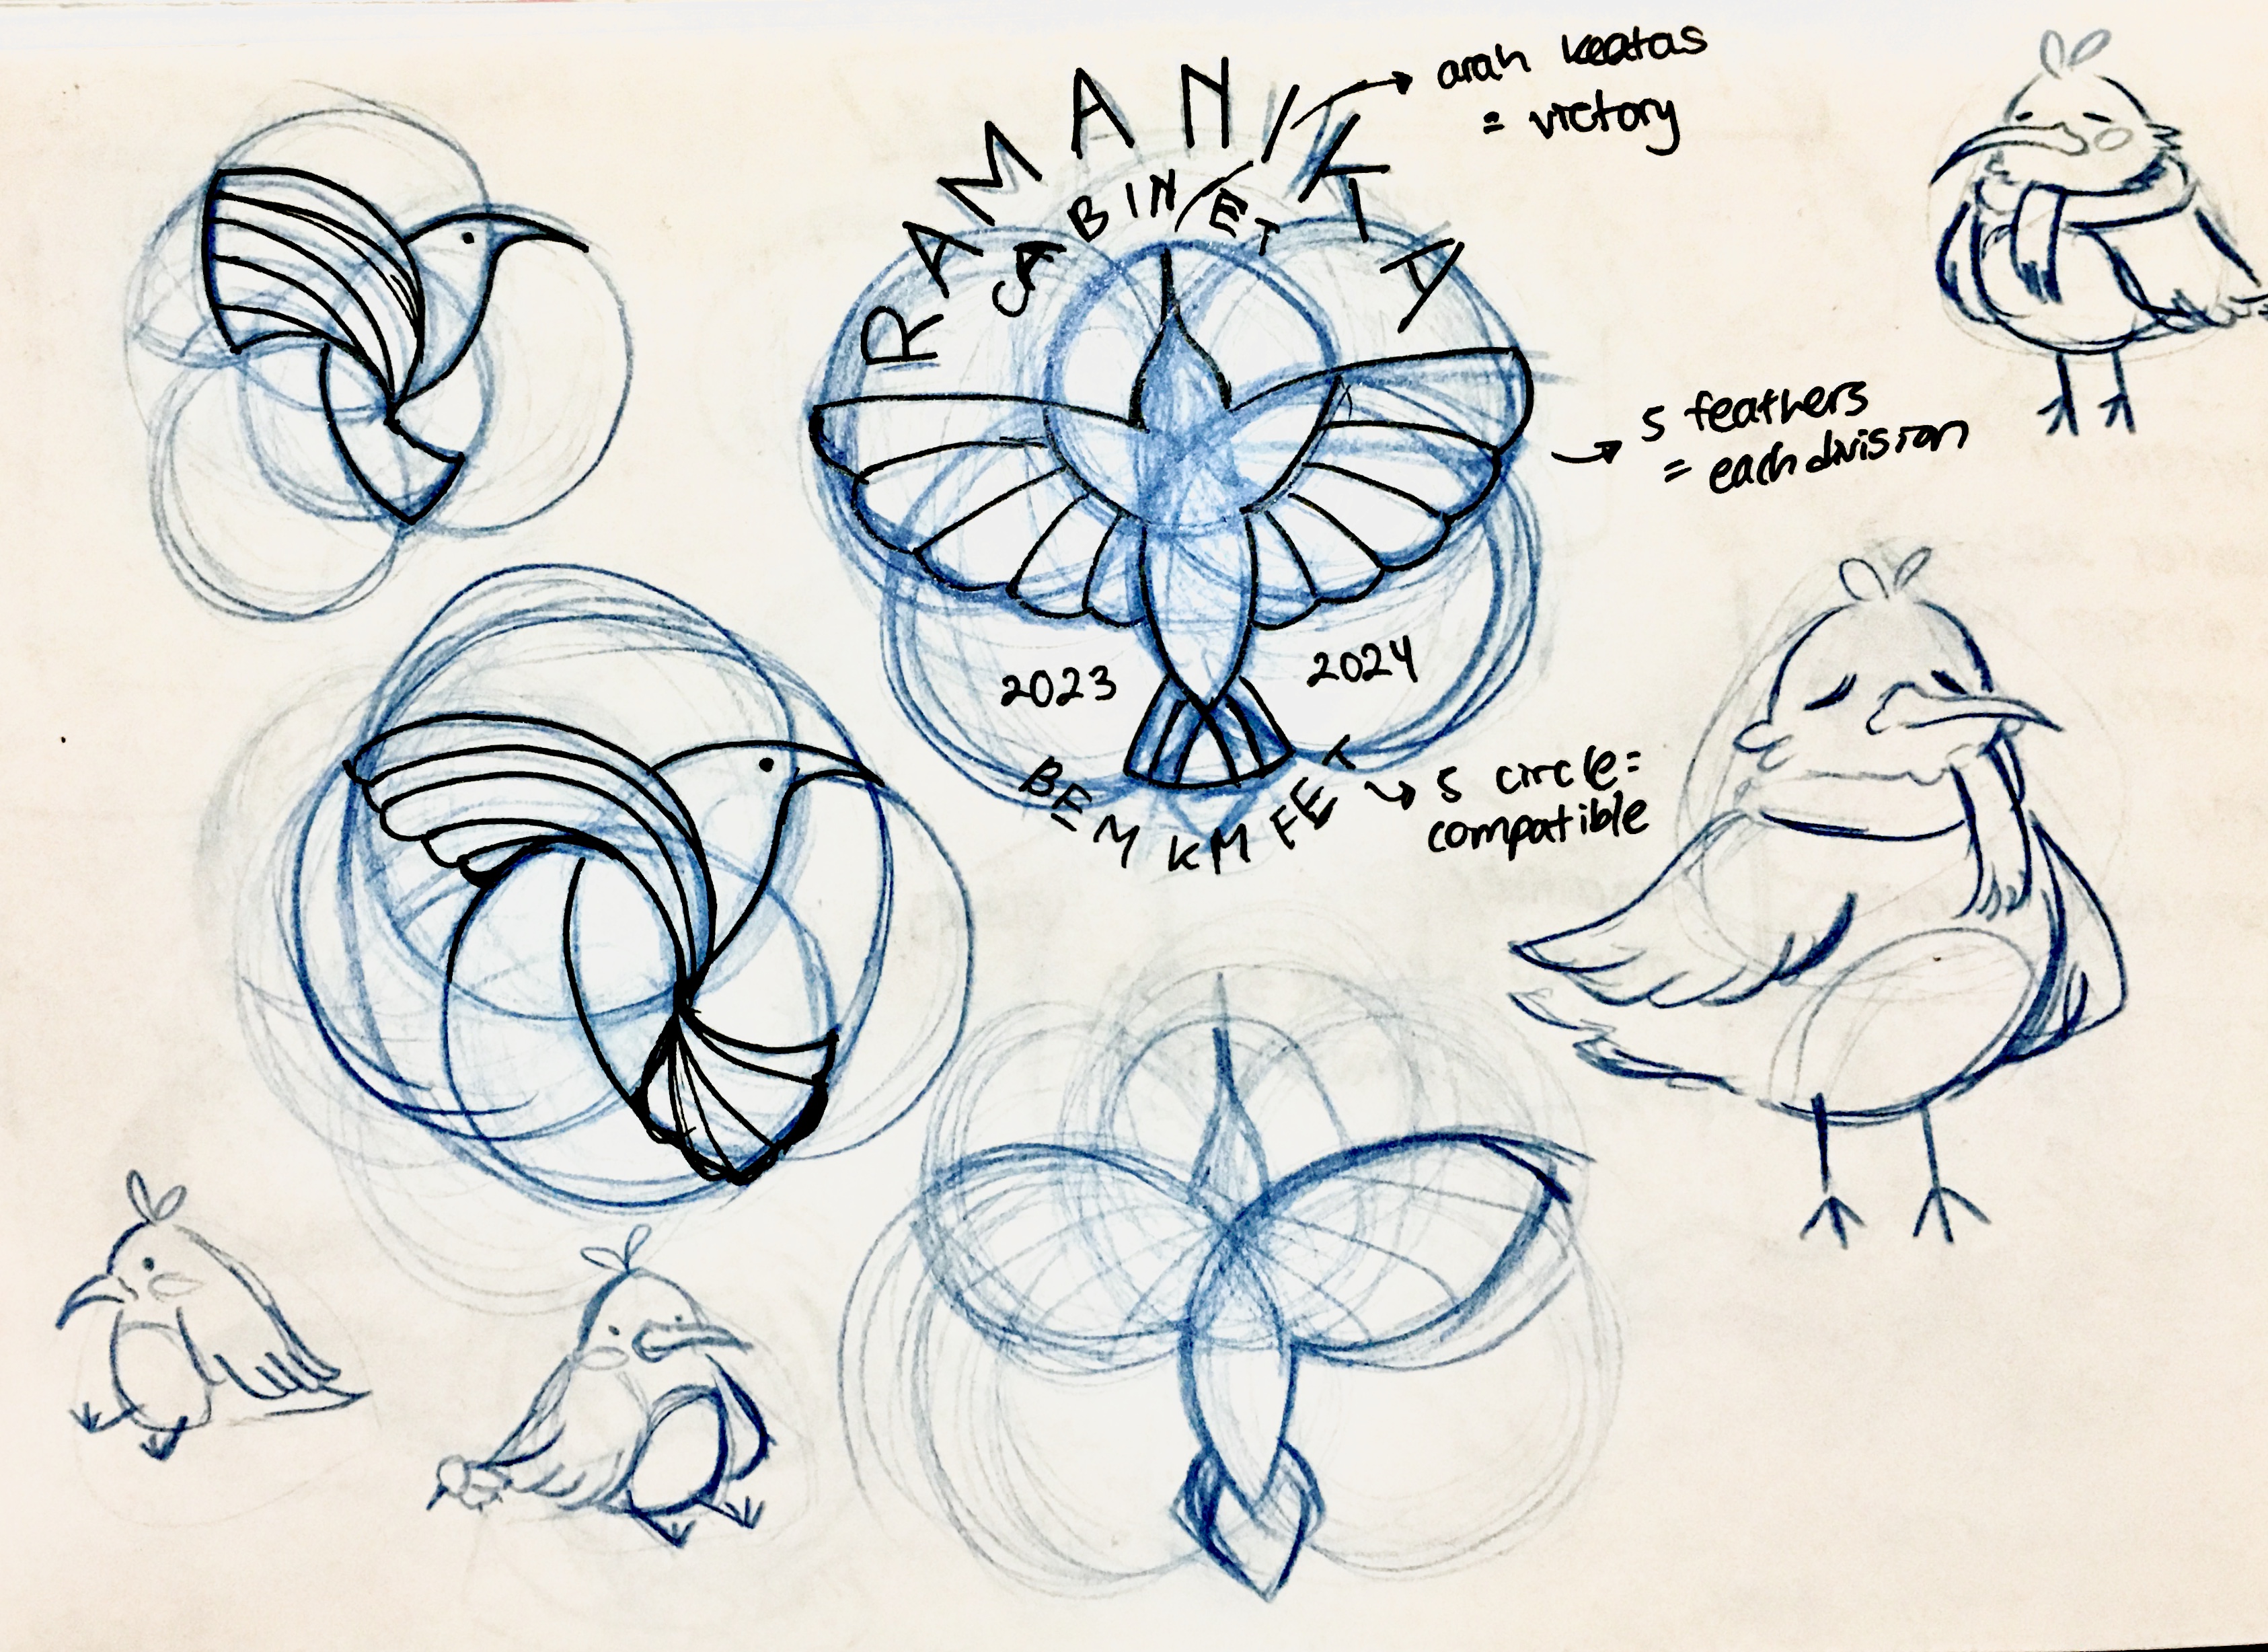 RAMANIKA
CABINET
arah keatas
= victory
5 feathers
= each division
2023
2024
BEM KM FET
5 circle=
compatible